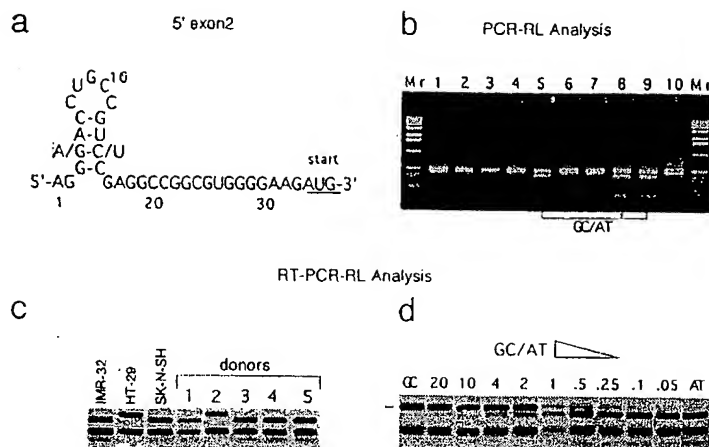 a
5' exon2
b
PCR-RL Analysis
U G C 10
C C
C-G
A U
A/G-C/U
G-C
5'-AG GAGGCCGGCGUGGGGAAGAUG-3'
start
1 20 30
Mr 1 2 3 4 5 6 7 8 9 10 Mr
GC/AT
RT-PCR-RL Analysis
c
IMR-32 HT-29 SK-N-SH
donors
1 2 3 4 5
d
GC/AT
GC 20 10 4 2 1 .5 .25 .1 .05 AT